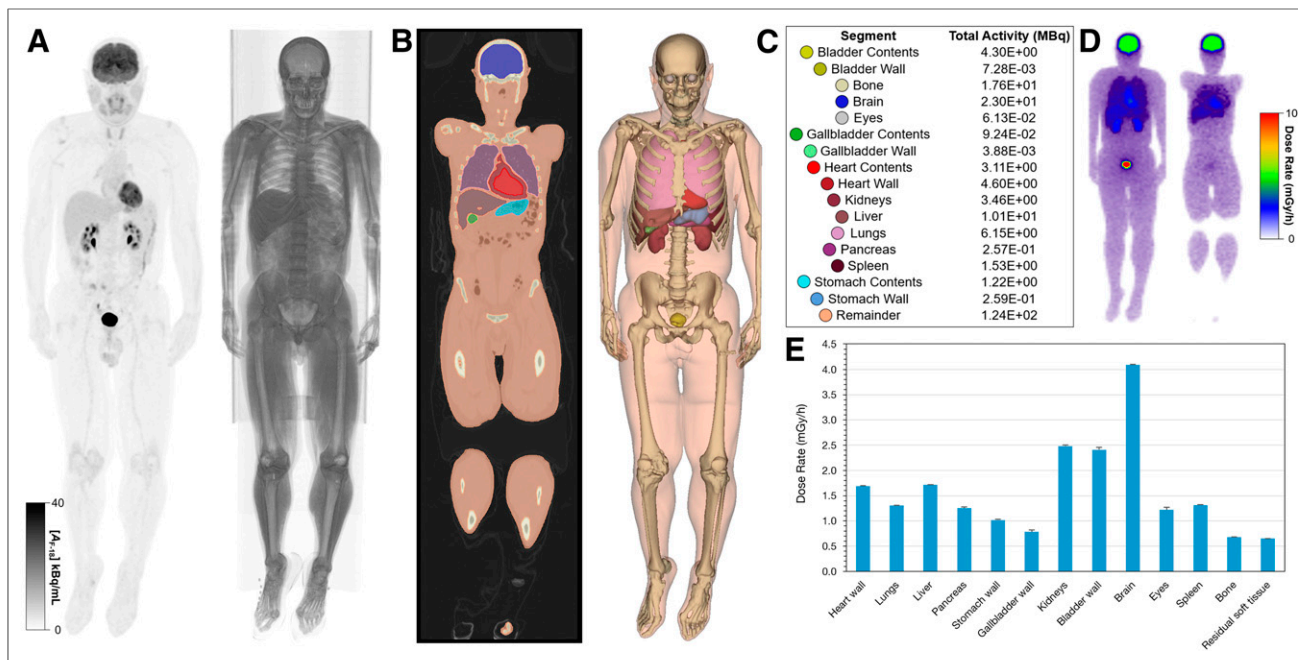 A
40
[A_F-18] kBq/mL
0
B
C
Segment Total Activity (MBq)
Bladder Contents 4.30E+00
Bladder Wall 7.28E-03
Bone 1.76E+01
Brain 2.30E+01
Eyes 6.13E-02
Gallbladder Contents 9.24E-02
Gallbladder Wall 3.88E-03
Heart Contents 3.11E+00
Heart Wall 4.60E+00
Kidneys 3.46E+00
Liver 1.01E+01
Lungs 6.15E+00
Pancreas 2.57E-01
Spleen 1.53E+00
Stomach Contents 1.22E+00
Stomach Wall 2.59E-01
Remainder 1.24E+02
D
10
Dose Rate (mGy/h)
0
E
4.5
4.0
3.5
3.0
2.5
2.0
1.5
1.0
0.5
0.0
Dose Rate (mGy/h)
Heart wall
Lungs
Liver
Pancreas
Stomach wall
Gallbladder wall
Kidneys
Bladder wall
Brain
Eyes
Spleen
Bone
Residual soft tissue